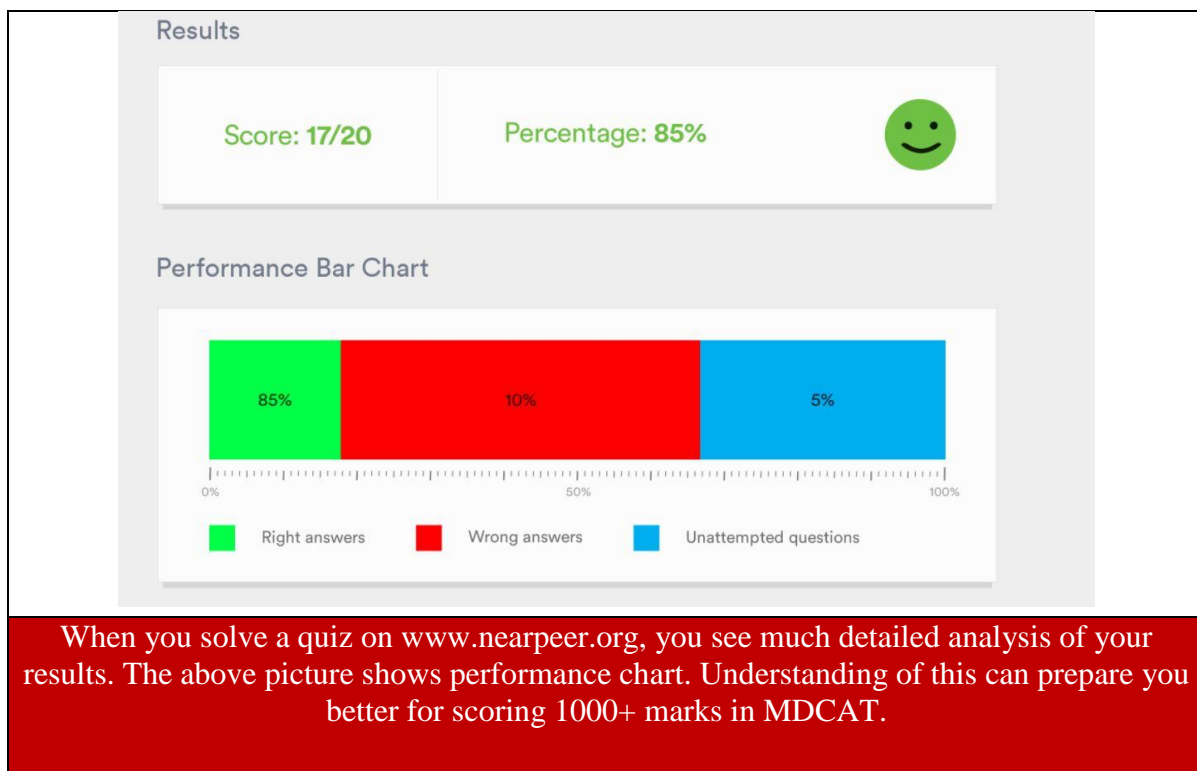 Results
Score: 17/20
Percentage: 85%
Performance Bar Chart
85%
10%
5%
0%
50%
100%
Right answers
Wrong answers
Unattempted questions
When you solve a quiz on www.nearpeer.org, you see much detailed analysis of your
results. The above picture shows performance chart. Understanding of this can prepare you
better for scoring 1000+ marks in MDCAT.